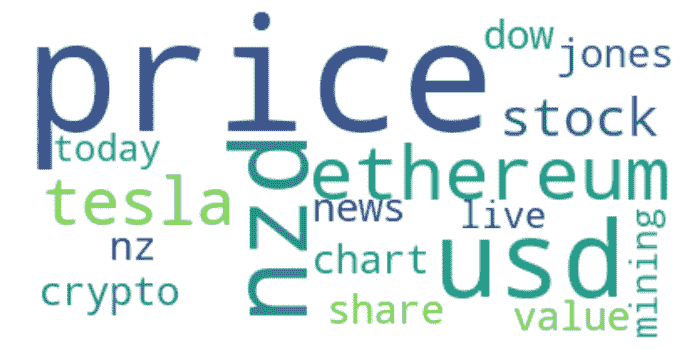 price
dow
jones
stock
today
nzd
ethereum
tesla
news
live
nz
chart
usd
mining
crypto
share
value